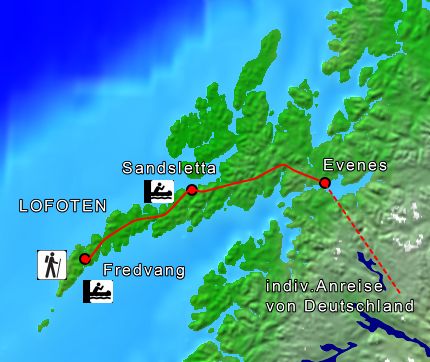 Evenes
Sandsletta
LOFOTEN
Fredvang
indiv.Anreise
von Deutschland